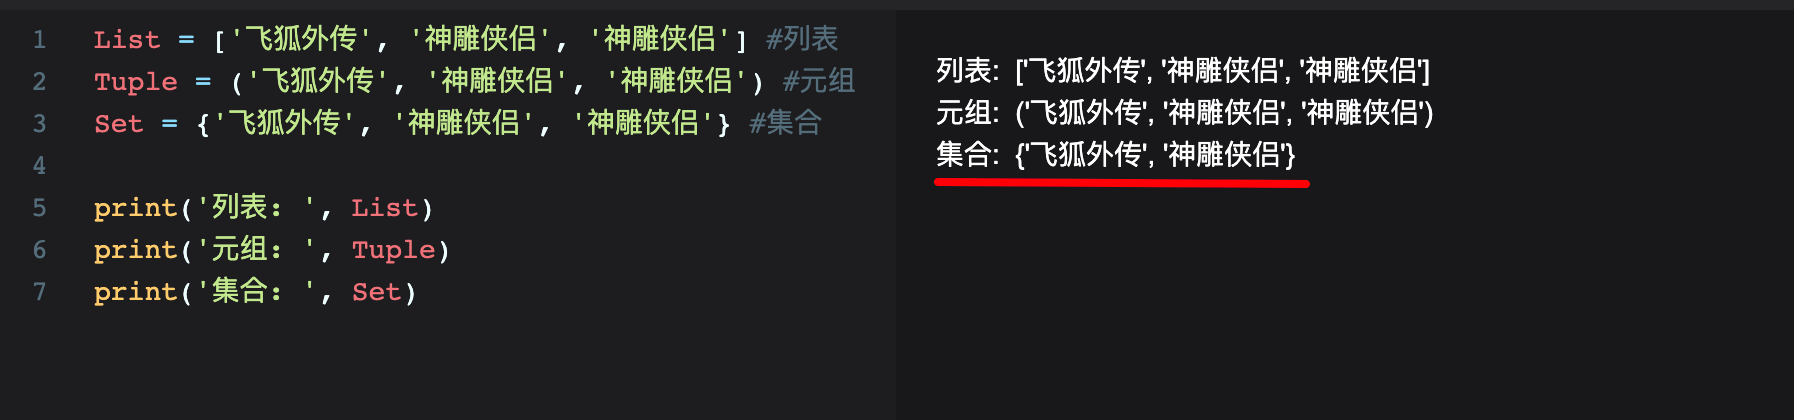 1 List = ['飞狐外传', '神雕侠侣', '神雕侠侣'] #列表
2 Tuple = ('飞狐外传', '神雕侠侣', '神雕侠侣') #元组
3 Set = {'飞狐外传', '神雕侠侣', '神雕侠侣'} #集合
4
5 print('列表: ', List)
6 print('元组: ', Tuple)
7 print('集合: ', Set)
列表: ['飞狐外传', '神雕侠侣', '神雕侠侣']
元组: ('飞狐外传', '神雕侠侣', '神雕侠侣')
集合: {'飞狐外传', '神雕侠侣'}